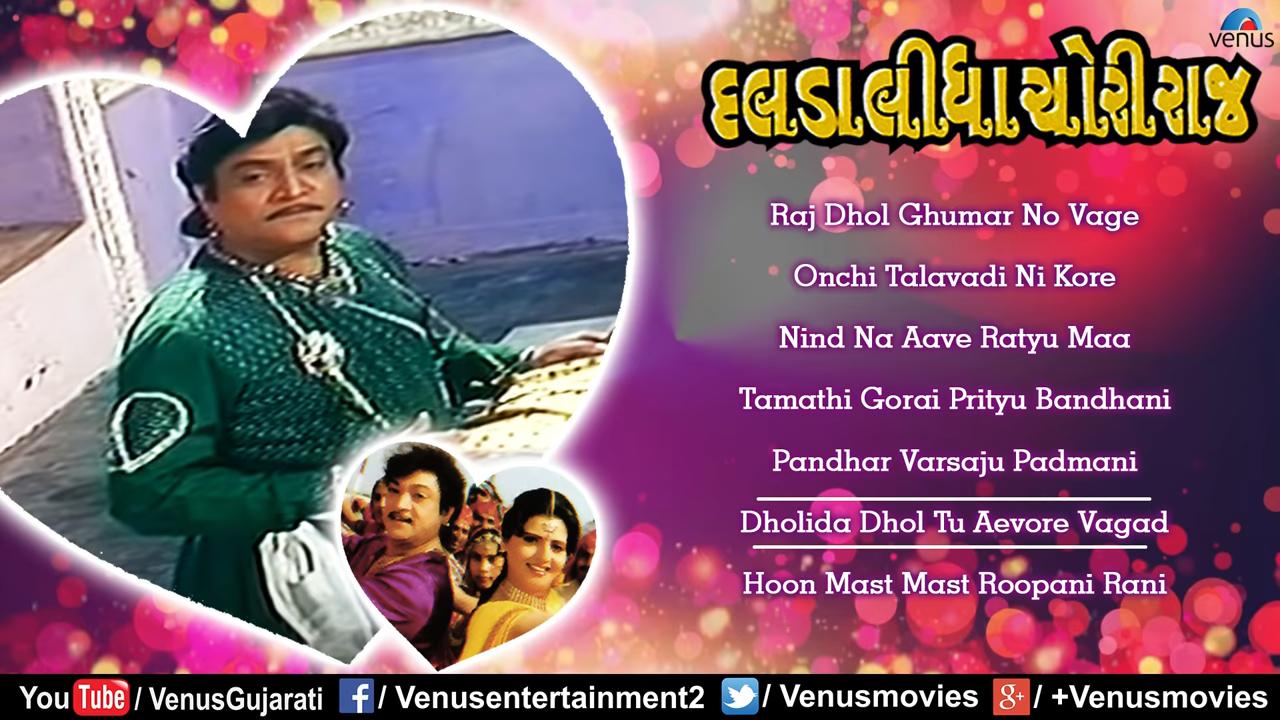 venus
દલડા લીધા ચોરી રાજ
Raj Dhol Ghumar No Vage
Onchi Talavadi Ni Kore
Nind Na Aave Ratyu Maa
Tamathi Gorai Prityu Bandhani
Pandhar Varsaju Padmani
Dholida Dhol Tu Aevore Vagad
Hoon Mast Mast Roopani Rani
You Tube / VenusGujarati f / Venusentertainment2 / Venusmovies g+ / +Venusmovies